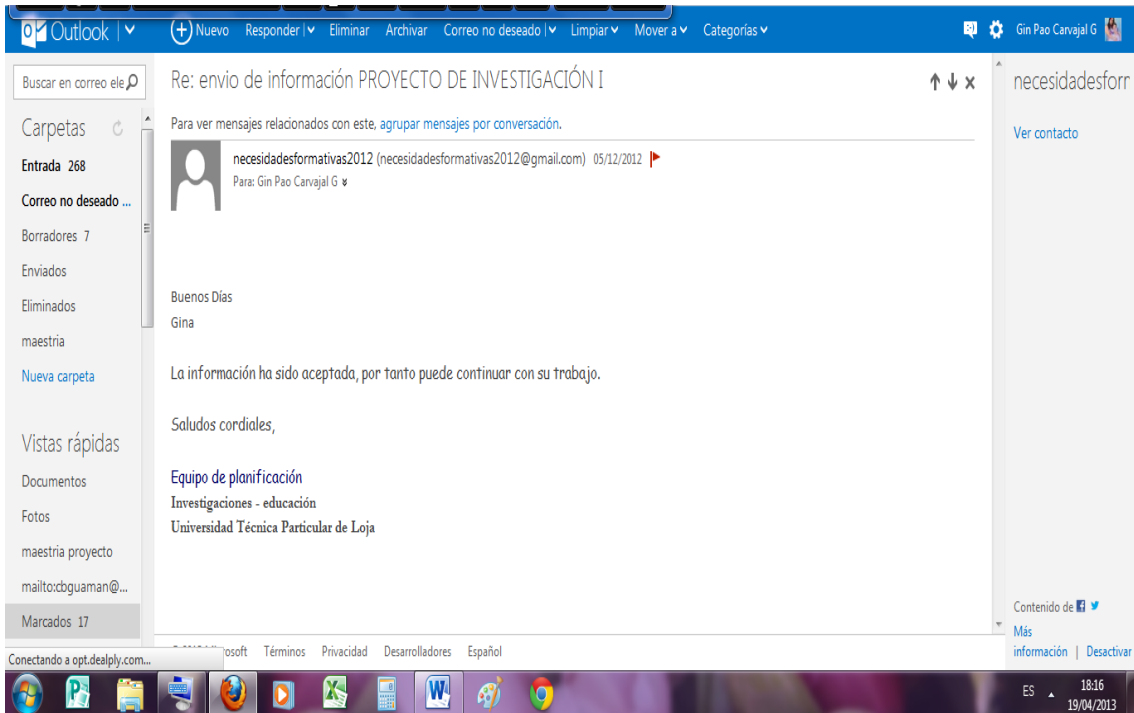 Outlook
Nuevo Responder Eliminar Archivar Correo no deseado Limpiar Mover a Categorías
Gin Pao Carvajal G
Buscar en correo ele
Carpetas
Entrada 268
Correo no deseado ...
Borradores 7
Enviados
Eliminados
maestria
Nueva carpeta
Vistas rápidas
Documentos
Fotos
maestria proyecto
mailto:cbguaman@...
Marcados 17
Conectando a opt.dealply.com...
Re: envio de información PROYECTO DE INVESTIGACIÓN I
Para ver mensajes relacionados con este, agrupar mensajes por conversación.
necesidadesformativas2012 (necesidadesformativas2012@gmail.com) 05/12/2012
Para: Gin Pao Carvajal G
Buenos Días
Gina
La información ha sido aceptada, por tanto puede continuar con su trabajo.
Saludos cordiales,
Equipo de planificación
Investigaciones - educación
Universidad Técnica Particular de Loja
Términos Privacidad Desarrolladores Español
necesidadesforr
Ver contacto
Contenido de
Más
información | Desactivar
ES
18:16
19/04/2013